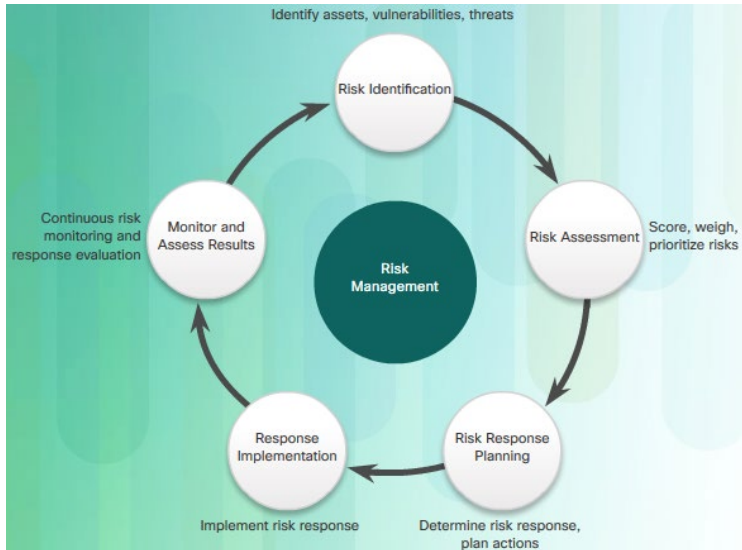 Identify assets, vulnerabilities, threats
Risk Identification
Risk Assessment
Score, weigh,
prioritize risks
Risk Response
Planning
Determine risk response,
plan actions
Response
Implementation
Implement risk response
Monitor and
Assess Results
Continuous risk
monitoring and
response evaluation
Risk
Management